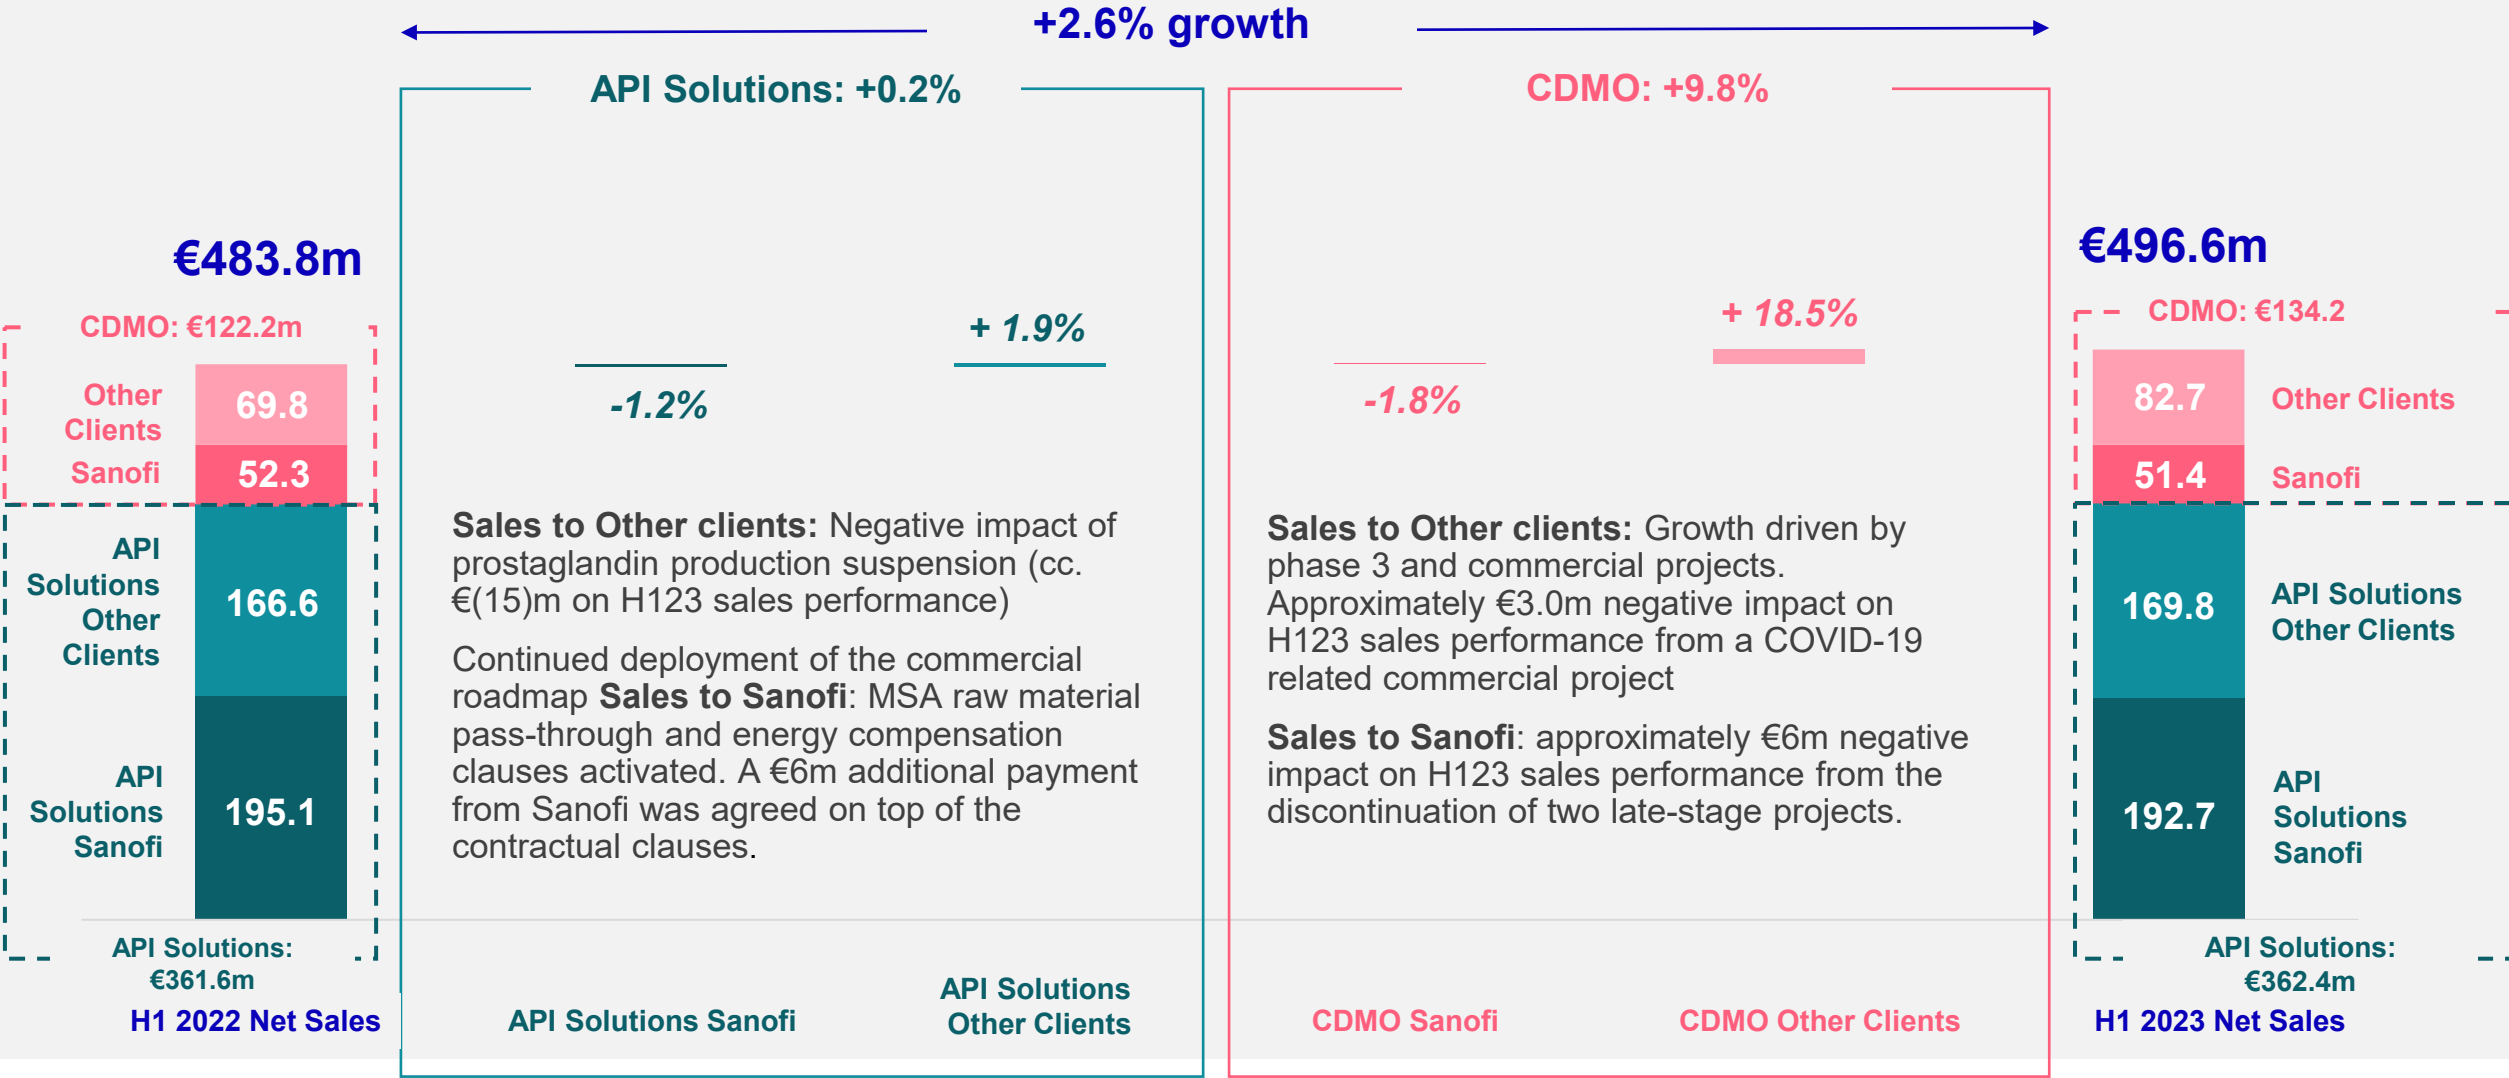 +2.6% growth
API Solutions: +0.2%
CDMO: +9.8%
€483.8m
CDMO: €122.2m
Other
Clients
69.8
Sanofi
52.3
API
Solutions
Other
Clients
166.6
API
Solutions
Sanofi
195.1
API Solutions:
€361.6m
H1 2022 Net Sales
-1.2%
+ 1.9%
Sales to Other clients: Negative impact of
prostaglandin production suspension (cc.
€(15)m on H123 sales performance)
Continued deployment of the commercial
roadmap Sales to Sanofi: MSA raw material
pass-through and energy compensation
clauses activated. A €6m additional payment
from Sanofi was agreed on top of the
contractual clauses.
API Solutions Sanofi
API Solutions
Other Clients
-1.8%
+ 18.5%
Sales to Other clients: Growth driven by
phase 3 and commercial projects.
Approximately €3.0m negative impact on
H123 sales performance from a COVID-19
related commercial project
Sales to Sanofi: approximately €6m negative
impact on H123 sales performance from the
discontinuation of two late-stage projects.
CDMO Sanofi
CDMO Other Clients
€496.6m
CDMO: €134.2
82.7
Other Clients
51.4
Sanofi
169.8
API Solutions
Other Clients
192.7
API
Solutions
Sanofi
API Solutions:
€362.4m
H1 2023 Net Sales